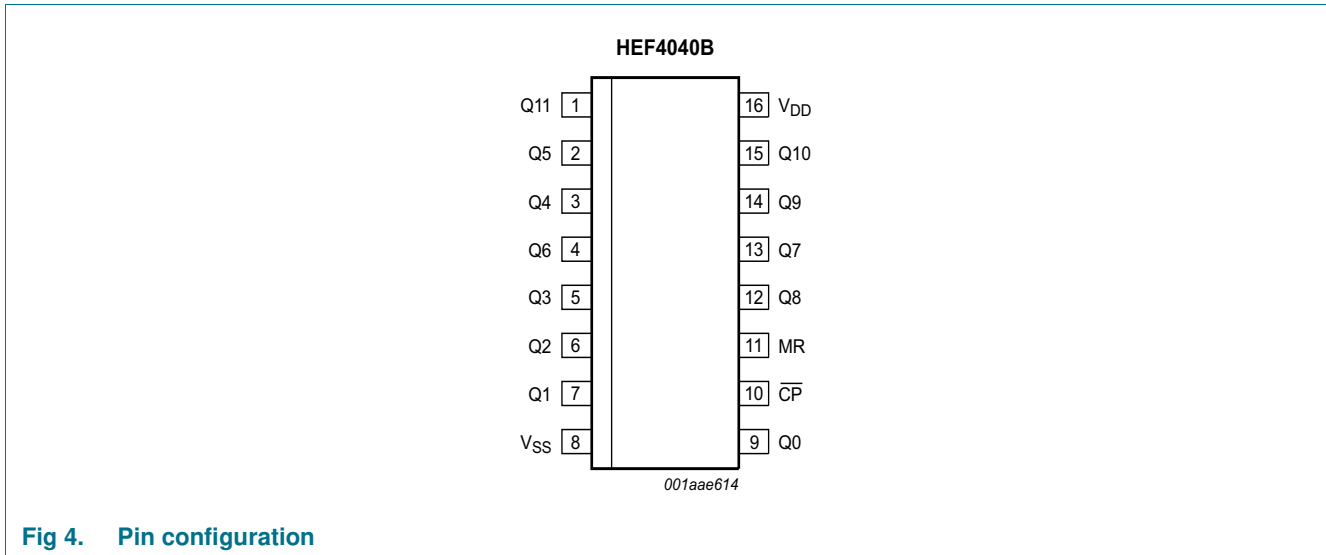 HEF4040B
Q11 1 16 VDD
Q5 2 15 Q10
Q4 3 14 Q9
Q6 4 13 Q7
Q3 5 12 Q8
Q2 6 11 MR
Q1 7 10 C̅P̅
VSS 8 9 Q0
001aae614
Fig 4. Pin configuration